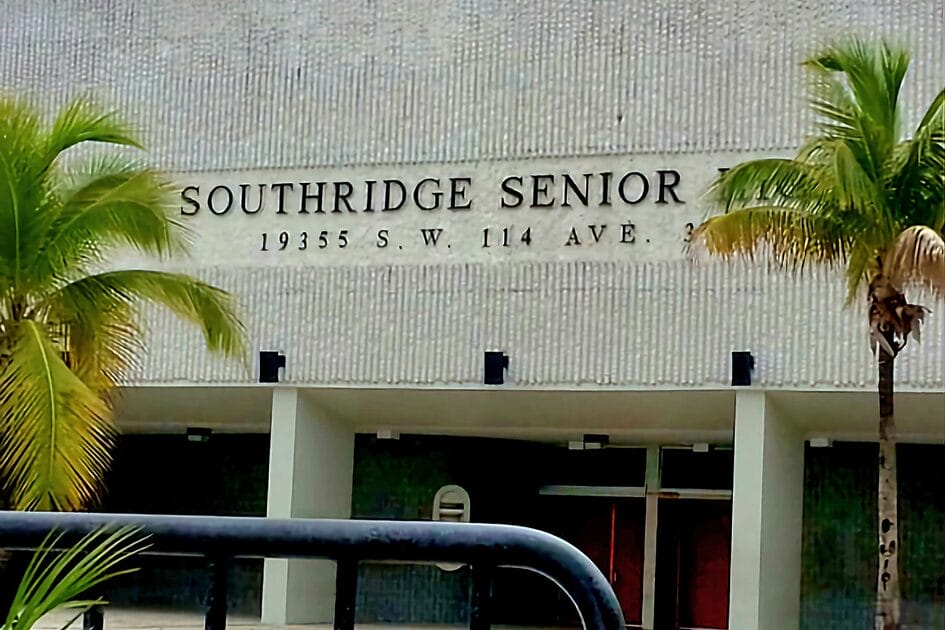 SOUTHRIDGE SENIOR
19355 S. W. 114 AVE.